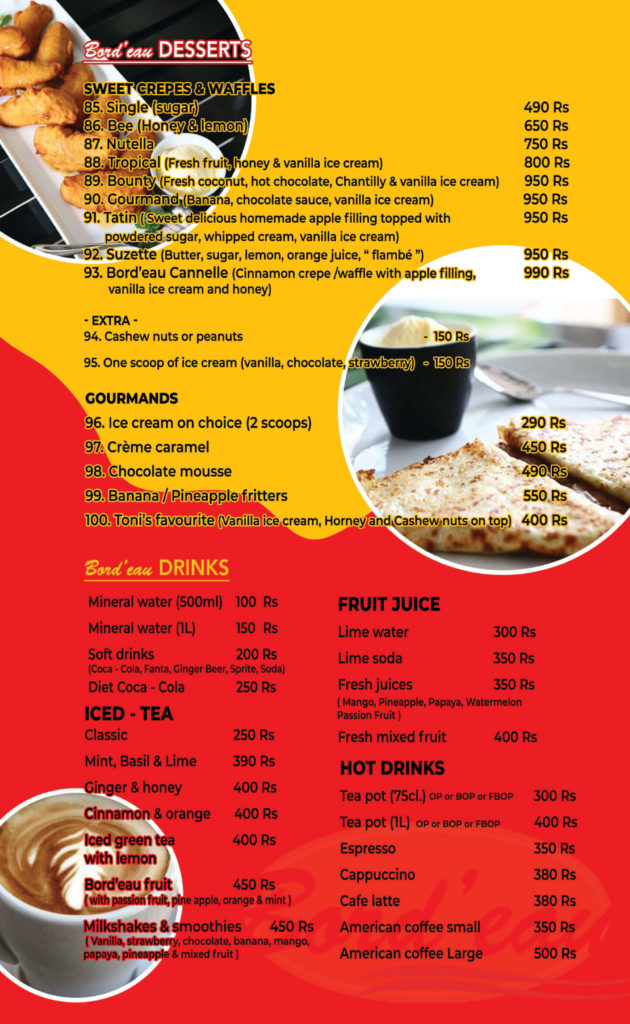 Bord'eau DESSERTS
SWEET CREPES & WAFFLES
85. Single (sugar) 490 Rs
86. Bee (Honey & lemon) 650 Rs
87. Nutella 750 Rs
88. Tropical (Fresh fruit, honey & vanilla ice cream) 800 Rs
89. Bounty (Fresh coconut, hot chocolate, Chantilly & vanilla ice cream) 950 Rs
90. Gourmand (Banana, chocolate sauce, vanilla ice cream) 950 Rs
91. Tatin ( Sweet delicious homemade apple filling topped with 950 Rs
powdered sugar, whipped cream, vanilla ice cream)
92. Suzette (Butter, sugar, lemon, orange juice, “ flambé ”) 950 Rs
93. Bord'eau Cannelle (Cinnamon crepe /waffle with apple filling, 990 Rs
vanilla ice cream and honey)
- EXTRA -
94. Cashew nuts or peanuts - 150 Rs
95. One scoop of ice cream (vanilla, chocolate, strawberry) - 150 Rs
GOURMANDS
96. Ice cream on choice (2 scoops) 290 Rs
97. Crème caramel 450 Rs
98. Chocolate mousse 490 Rs
99. Banana / Pineapple fritters 550 Rs
100. Toni's favourite (Vanilla ice cream, Horney and Cashew nuts on top) 400 Rs
Bord'eau DRINKS
Mineral water (500ml) 100 Rs
Mineral water (1L) 150 Rs
Soft drinks 200 Rs
(Coca - Cola, Fanta, Ginger Beer, Sprite, Soda)
Diet Coca - Cola 250 Rs
ICED - TEA
Classic 250 Rs
Mint, Basil & Lime 390 Rs
Ginger & honey 400 Rs
Cinnamon & orange 400 Rs
Iced green tea 400 Rs
with lemon
Bord'eau fruit 450 Rs
( with passion fruit, pine apple, orange & mint )
Milkshakes & smoothies 450 Rs
( Vanilla, strawberry, chocolate, banana, mango,
papaya, pineapple & mixed fruit )
FRUIT JUICE
Lime water 300 Rs
Lime soda 350 Rs
Fresh juices 350 Rs
( Mango, Pineapple, Papaya, Watermelon
Passion Fruit )
Fresh mixed fruit 400 Rs
HOT DRINKS
Tea pot (75cl.) OP or BOP or FBOP 300 Rs
Tea pot (1L) OP or BOP or FBOP 400 Rs
Espresso 350 Rs
Cappuccino 380 Rs
Cafe latte 380 Rs
American coffee small 350 Rs
American coffee Large 500 Rs
Bord'eau